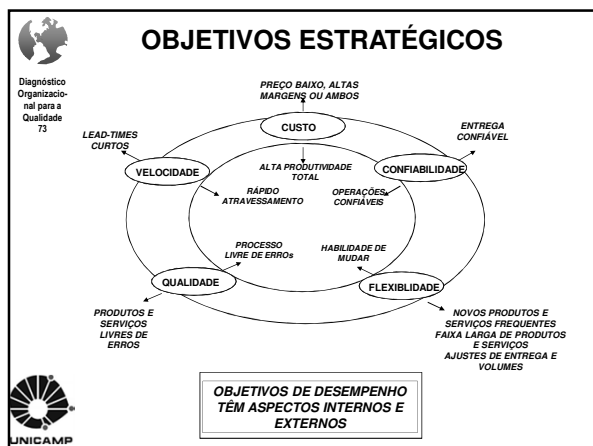 OBJETIVOS ESTRATÉGICOS
Diagnóstico
Organizacio-
nal para a
Qualidade
73
PREÇO BAIXO, ALTAS
MARGENS OU AMBOS
CUSTO
ENTREGA
CONFIÁVEL
LEAD-TIMES
CURTOS
VELOCIDADE
ALTA PRODUTIVIDADE
TOTAL
CONFIABILIDADE
RÁPIDO
ATRAVESSAMENTO
OPERAÇÕES
CONFIÁVEIS
PROCESSO
LIVRE DE ERROs
HABILIDADE DE
MUDAR
QUALIDADE
FLEXIBLIDADE
PRODUTOS E
SERVIÇOS
LIVRES DE
ERROS
NOVOS PRODUTOS E
SERVIÇOS FREQUENTES
FAIXA LARGA DE PRODUTOS
E SERVIÇOS
AJUSTES DE ENTREGA E
VOLUMES
OBJETIVOS DE DESEMPENHO
TÊM ASPECTOS INTERNOS E
EXTERNOS
UNICAMP